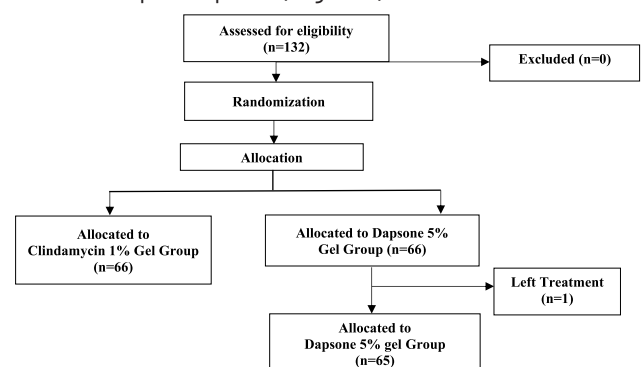 Assessed for eligibility
(n=132)
Excluded (n=0)
Randomization
Allocation
Allocated to
Clindamycin 1% Gel Group
(n=66)
Allocated to Dapsone 5%
Gel Group (n=66)
Left Treatment
(n=1)
Allocated to
Dapsone 5% gel Group
(n=65)